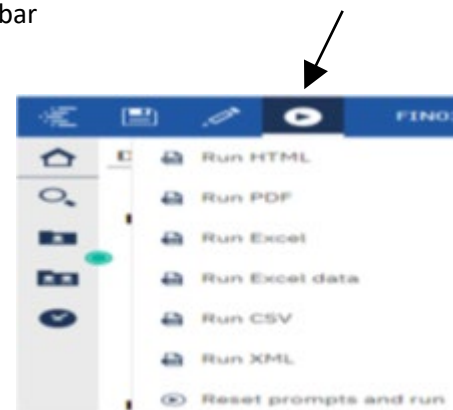 bar
FINO
Run HTML
Run PDF
Run Excel
Run Excel data
Run CSV
Run XML
Reset prompts and run